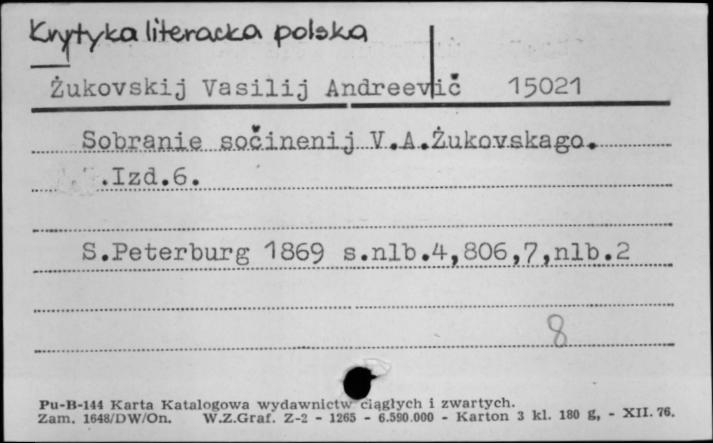 Krytyka literacka polska
Žukovskij Vasilij Andreevič 15021
Sobranie sočinenij V.A.Žukovskago.
.Izd.6.
S.Peterburg 1869 s.nlb.4,806,7,nlb.2
8
Pu-B-144 Karta Katalogowa wydawnictw ciągłych i zwartych.
Zam. 1648/DW/On. W.Z.Graf. Z-2 - 1265 - 6.590.000 - Karton 3 kl. 180 g, - XII. 76.